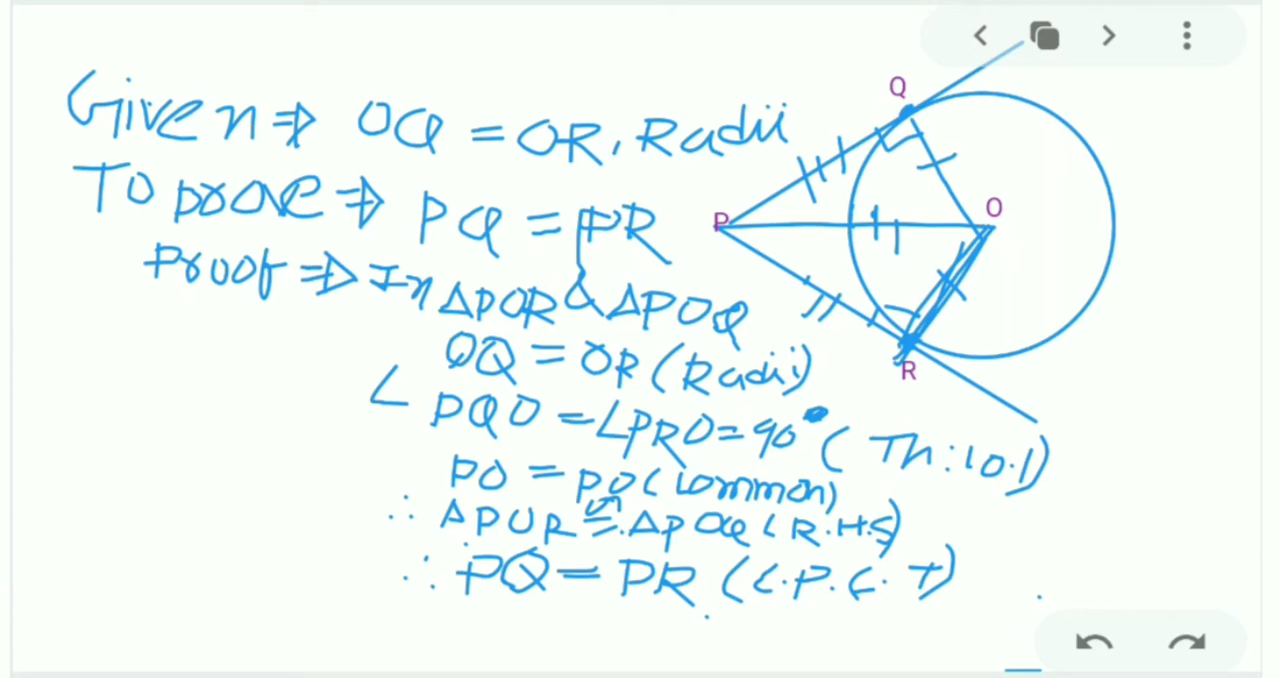 Given ⇒ OQ = OR, Radii
To prove ⇒ PQ = PR
Proof ⇒ In ΔPOR & ΔPOQ
OQ = OR (Radii)
∠PQO = ∠PRO = 90° (Th:10.1)
PO = PO (common)
∴ ΔPOR ≅ ΔPOQ (R.H.S)
∴ PQ = PR (C.P.C.T)
Q
P
O
R